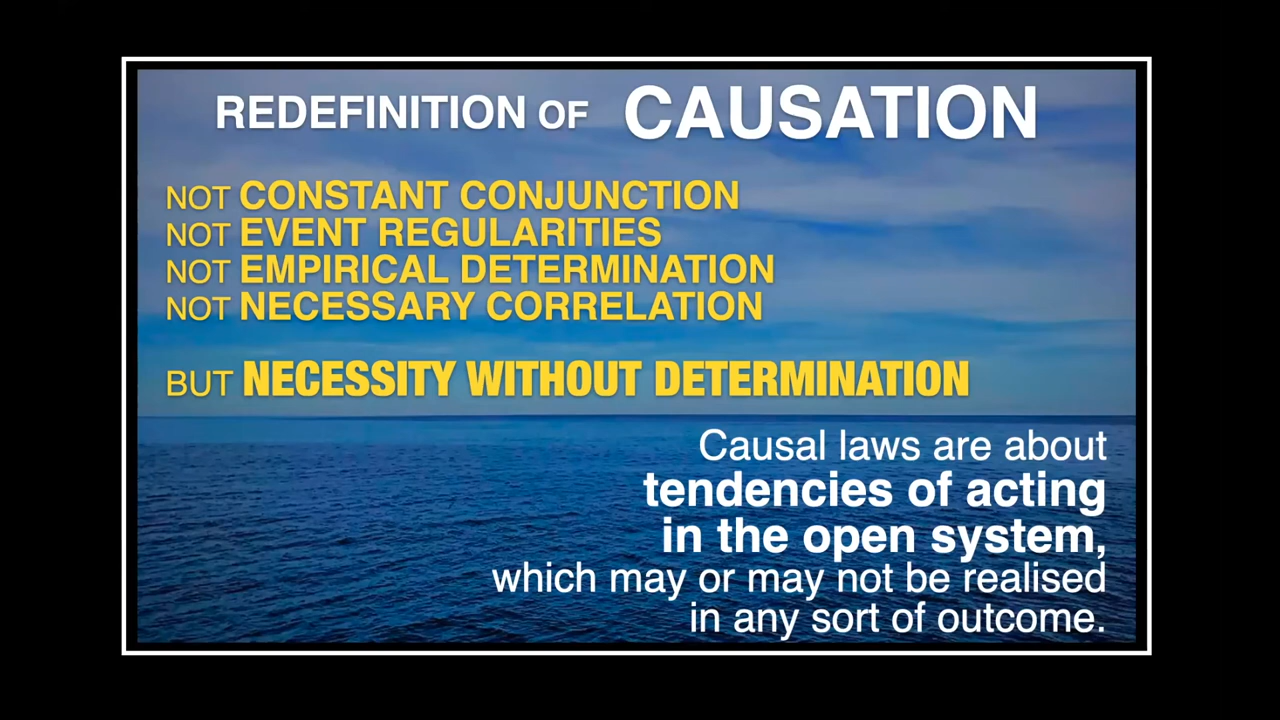 REDEFINITION OF CAUSATION
NOT CONSTANT CONJUNCTION
NOT EVENT REGULARITIES
NOT EMPIRICAL DETERMINATION
NOT NECESSARY CORRELATION
BUT NECESSITY WITHOUT DETERMINATION
Causal laws are about
tendencies of acting
in the open system,
which may or may not be realised
in any sort of outcome.